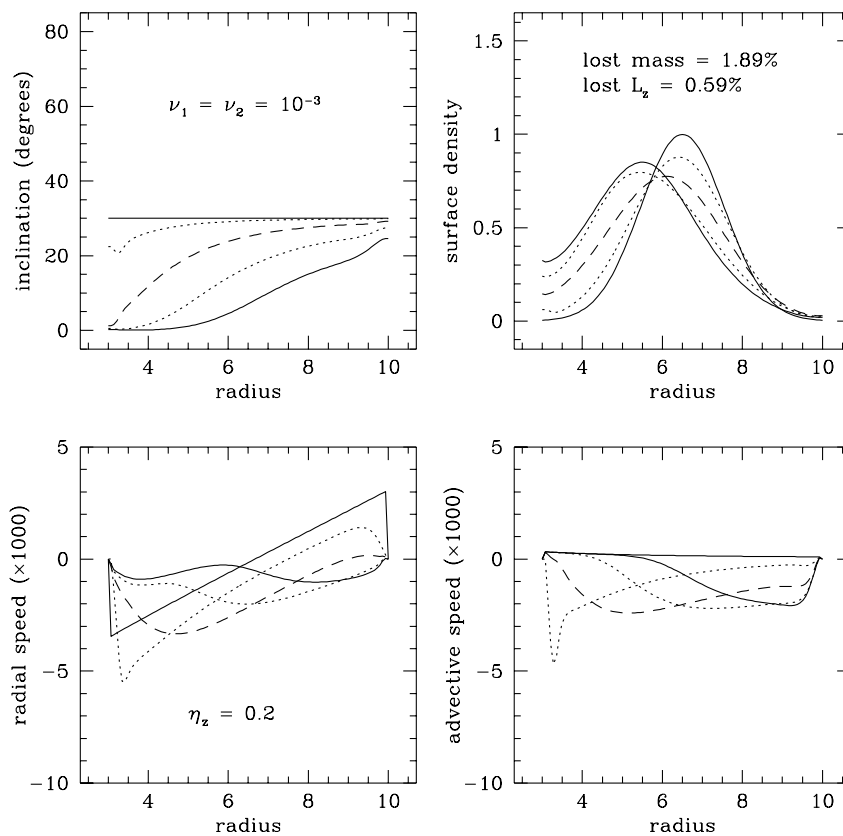 80
60
40
20
0
inclination (degrees)
ν₁ = ν₂ = 10⁻³
4 6 8 10
radius
1.5
1
0.5
0
surface density
lost mass = 1.89%
lost L_z = 0.59%
4 6 8 10
radius
5
0
−5
−10
radial speed (×1000)
η_z = 0.2
4 6 8 10
radius
5
0
−5
−10
advective speed (×1000)
4 6 8 10
radius